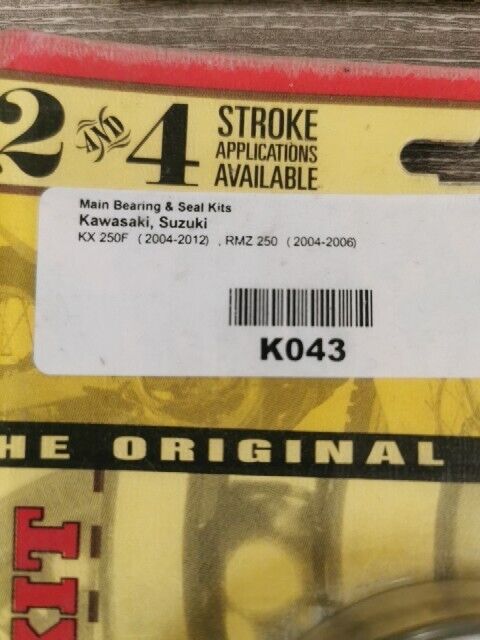 2 AND 4 STROKE
APPLICATIONS
AVAILABLE
Main Bearing & Seal Kits
Kawasaki, Suzuki
KX 250F (2004-2012) , RMZ 250 (2004-2006)
K043
HE ORIGINAL
KIT